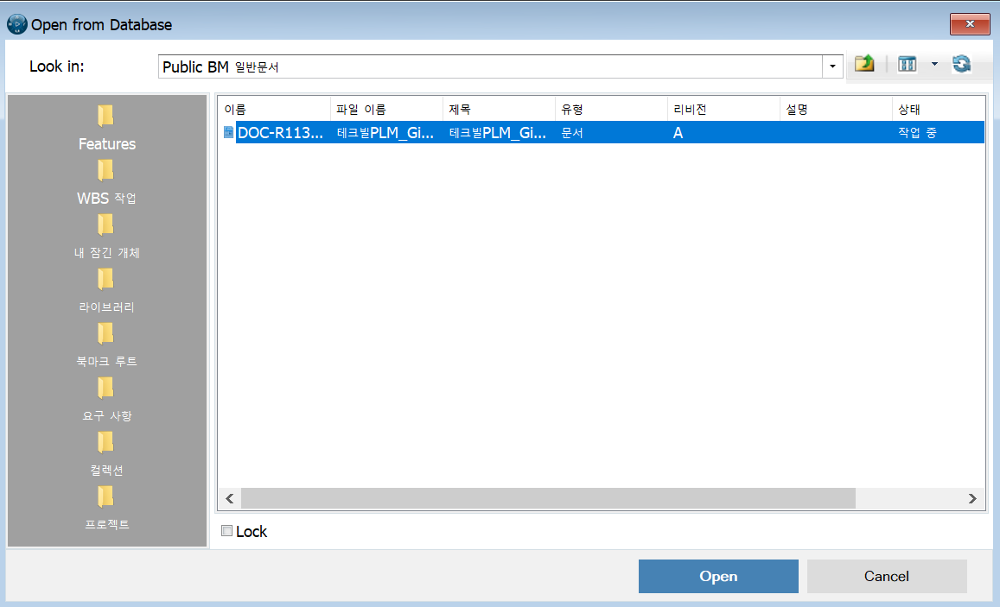 Open from Database
Look in:
Public BM 일반문서
Features
WBS 작업
내 잠긴 개체
라이브러리
북마크 루트
요구 사항
컬렉션
프로젝트
이름 파일 이름 제목 유형 리비전 설명 상태
DOC-R113... 테크빌PLM_Gi... 테크빌PLM_Gi... 문서 A 작업 중
Lock
Open Cancel